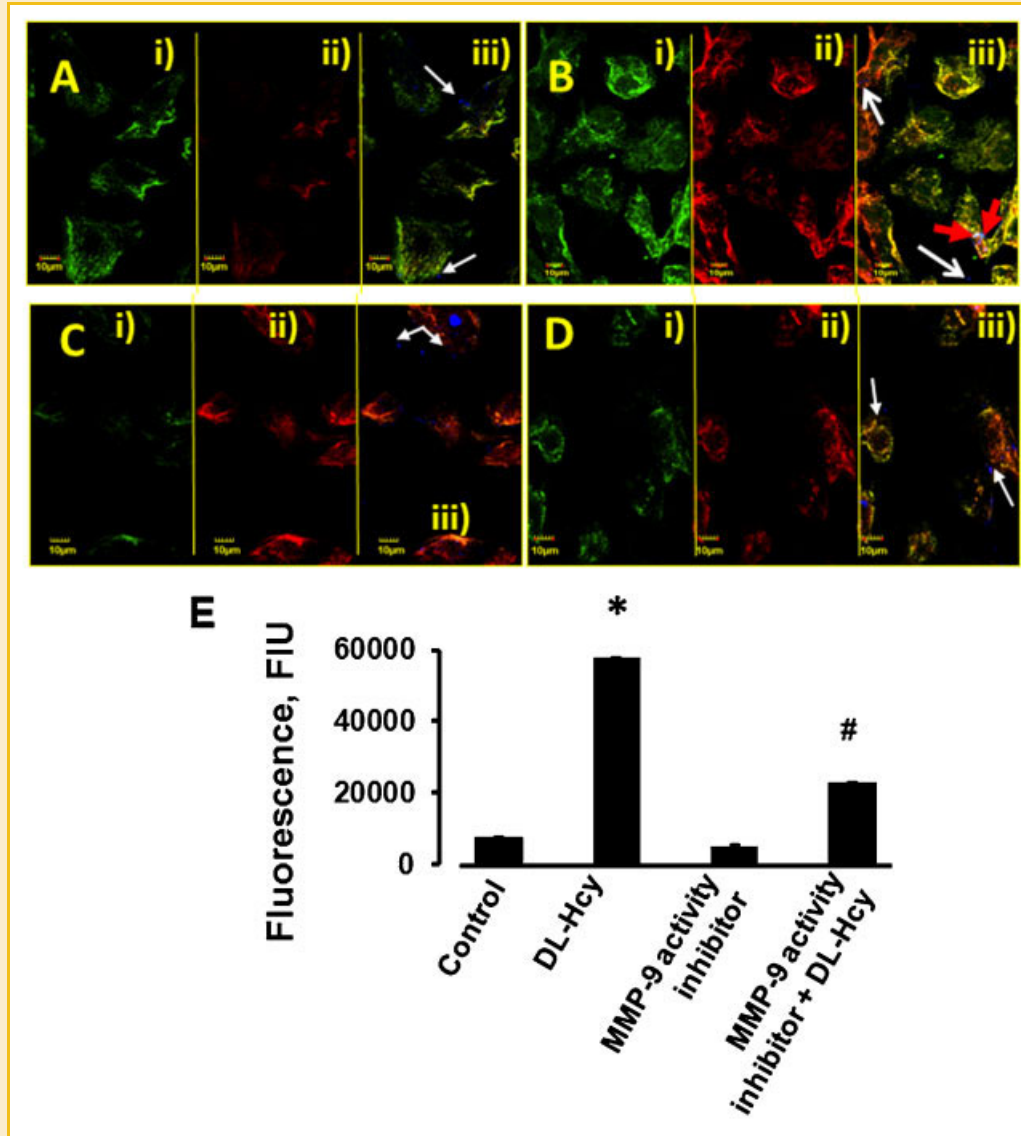 A i) ii) iii) B i) ii) iii)
10µm 10µm 10µm 10µm 10µm 10µm
C i) ii) D i) ii) iii)
iii)
10µm 10µm 10µm 10µm 10µm 10µm
E
Fluorescence, FIU
60000
40000
20000
0
*
#
Control
DL-Hcy
MMP-9 activity
inhibitor
MMP-9 activity
inhibitor + DL-Hcy